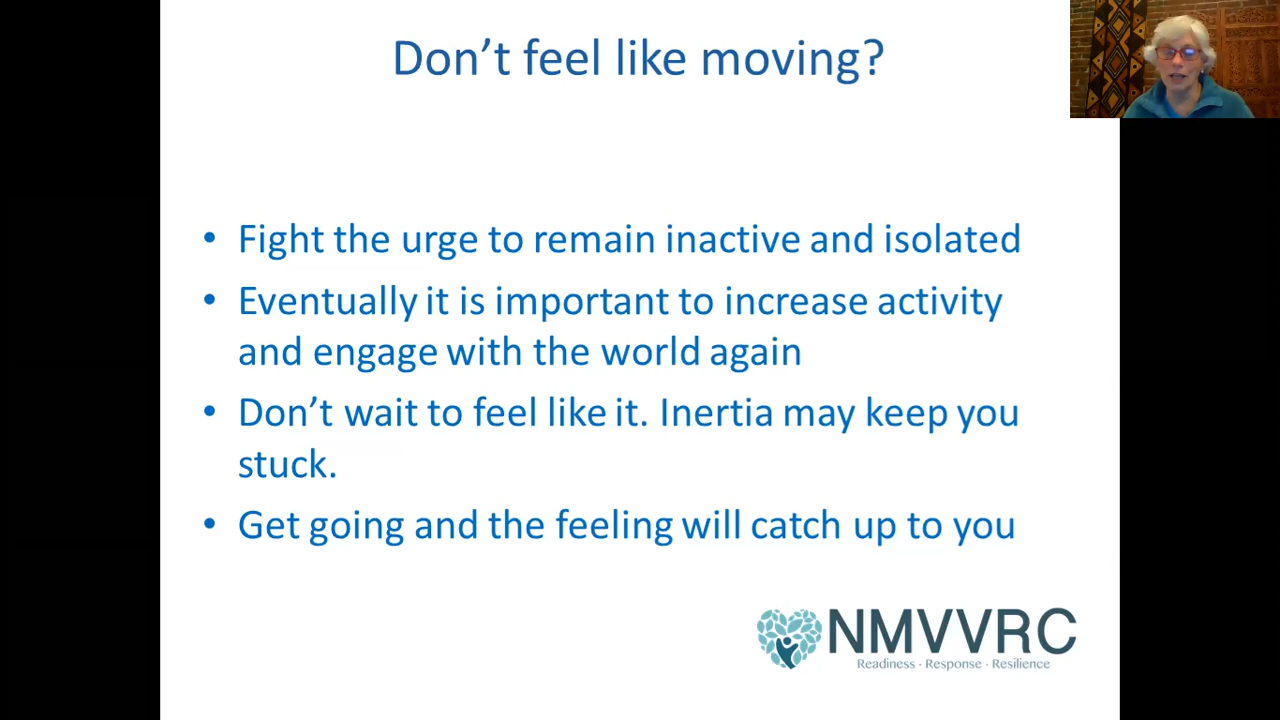 Don’t feel like moving?
• Fight the urge to remain inactive and isolated
• Eventually it is important to increase activity
and engage with the world again
• Don’t wait to feel like it. Inertia may keep you
stuck.
• Get going and the feeling will catch up to you
NMVVRC
Readiness · Response · Resilience